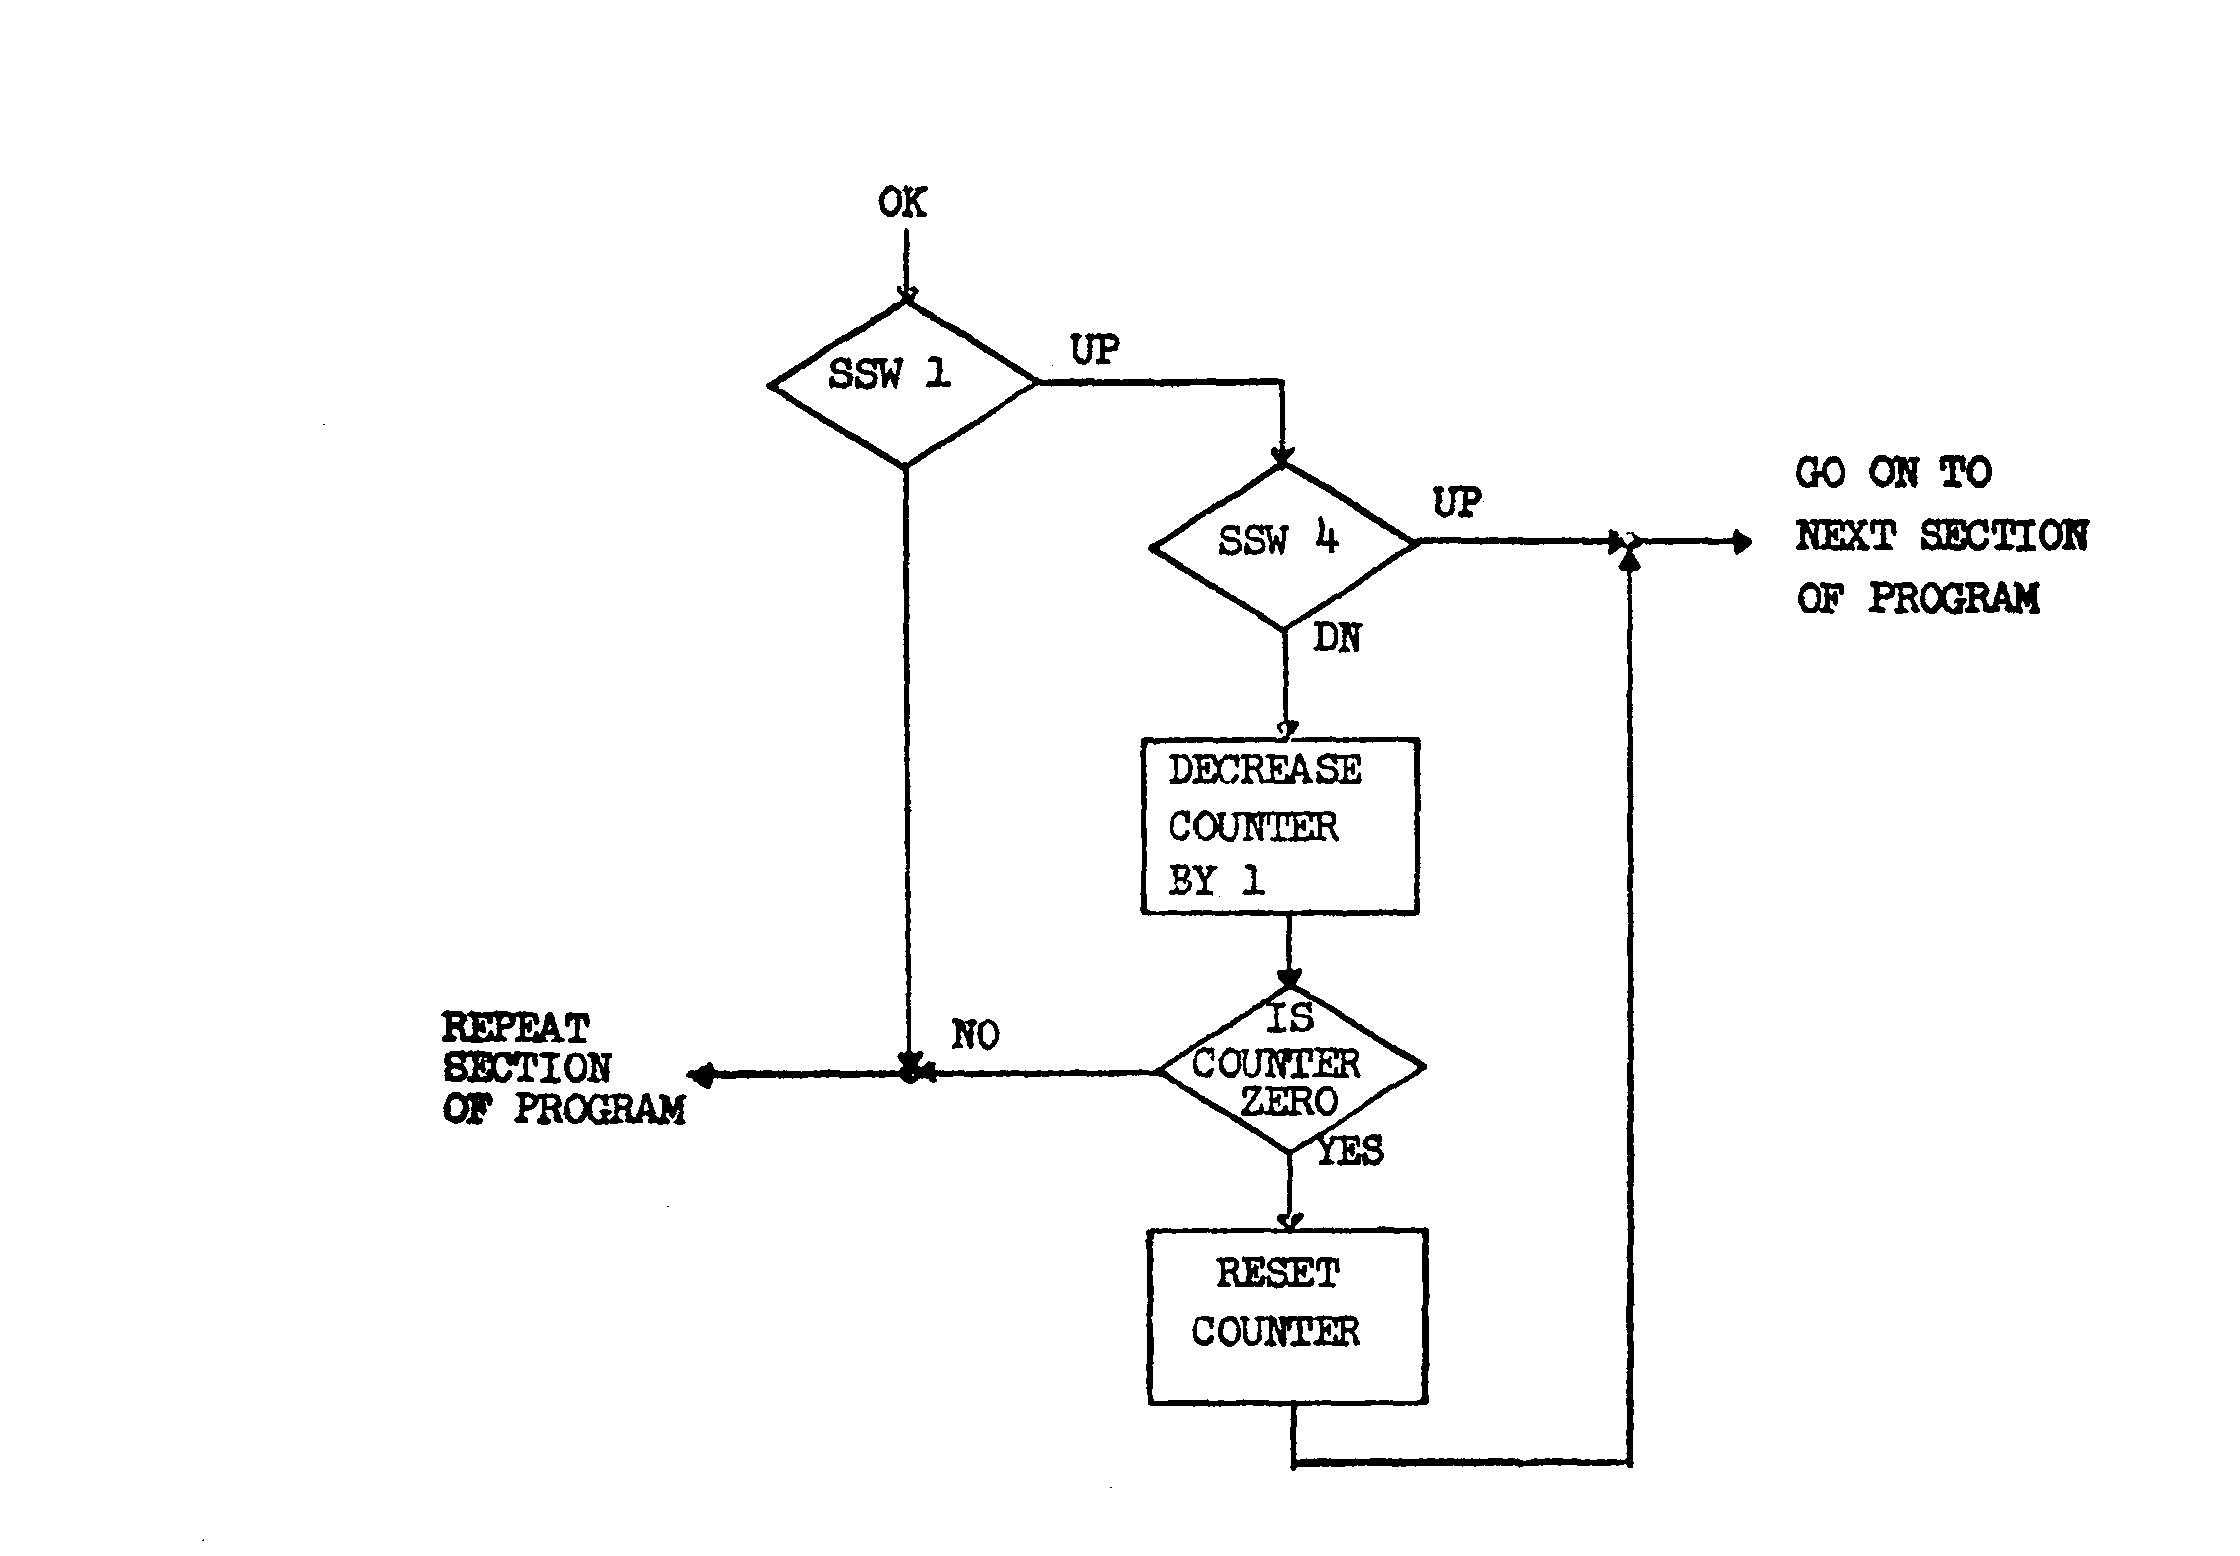 OK
SSW 1
UP
SSW 4
UP
GO ON TO
NEXT SECTION
OF PROGRAM
DN
DECREASE
COUNTER
BY 1
IS
COUNTER
ZERO
NO
REPEAT
SECTION
OF PROGRAM
YES
RESET
COUNTER